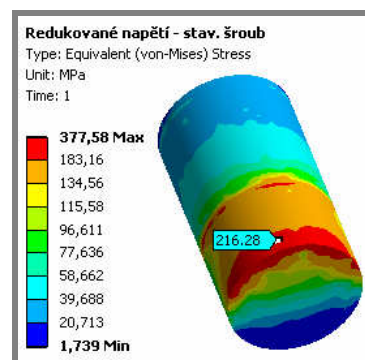 Redukované napětí - stav. šroub
Type: Equivalent (von-Mises) Stress
Unit: MPa
Time: 1
377,58 Max
183,16
134,56
115,58
96,611
77,636
58,662
39,688
20,713
1,739 Min
216.28